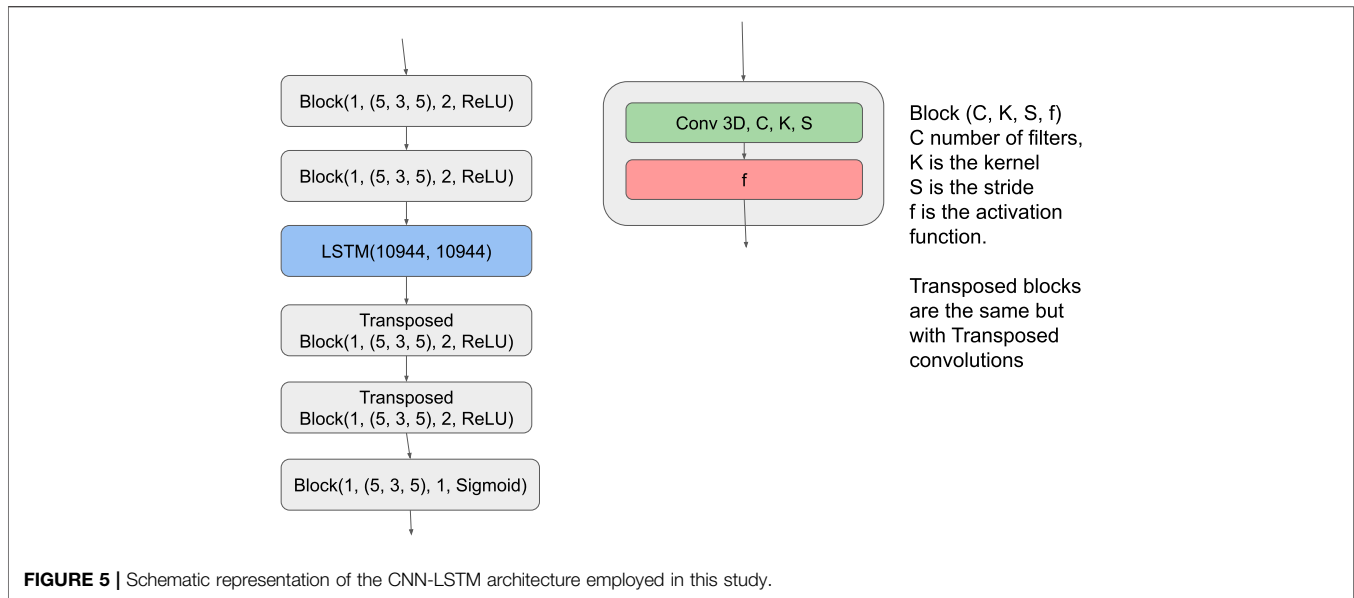 Block(1, (5, 3, 5), 2, ReLU)
Block(1, (5, 3, 5), 2, ReLU)
LSTM(10944, 10944)
Transposed
Block(1, (5, 3, 5), 2, ReLU)
Transposed
Block(1, (5, 3, 5), 2, ReLU)
Block(1, (5, 3, 5), 1, Sigmoid)
Conv 3D, C, K, S
f
Block (C, K, S, f)
C number of filters,
K is the kernel
S is the stride
f is the activation
function.
Transposed blocks
are the same but
with Transposed
convolutions
FIGURE 5 | Schematic representation of the CNN-LSTM architecture employed in this study.